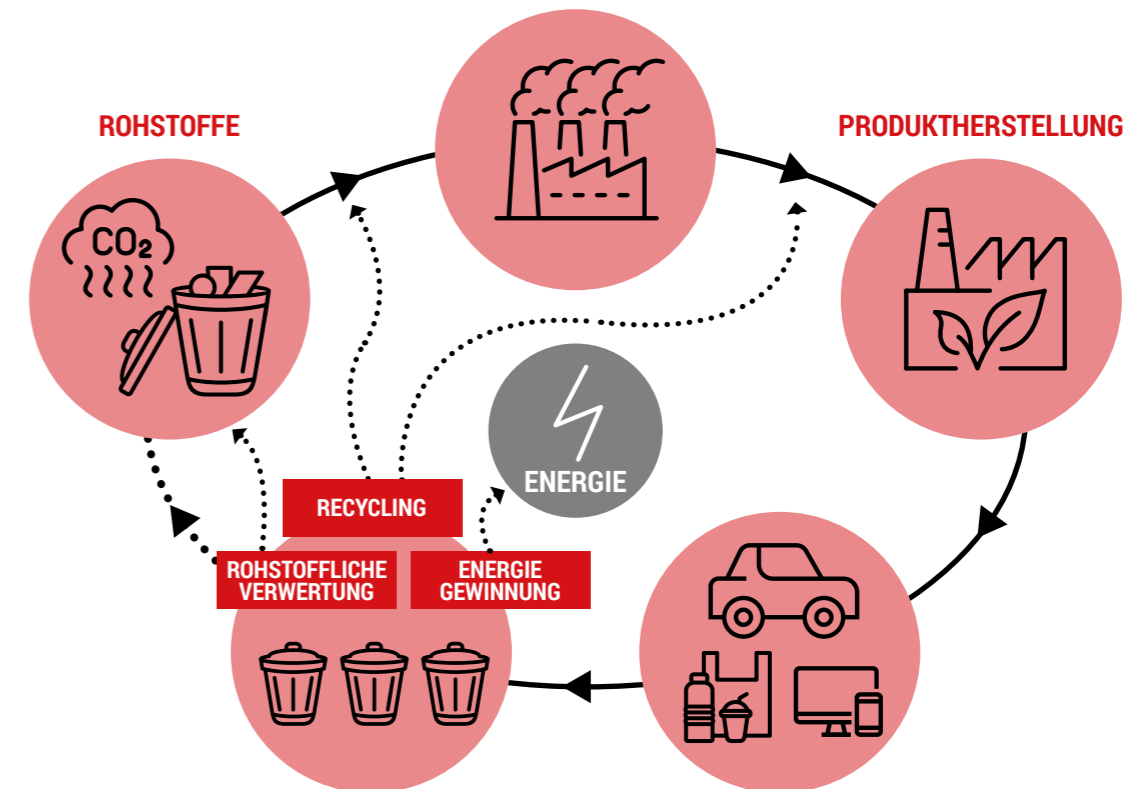 ROHSTOFFE
PRODUKTHERSTELLUNG
CO₂
ENERGIE
RECYCLING
ROHSTOFFLICHE
VERWERTUNG
ENERGIE
GEWINNUNG